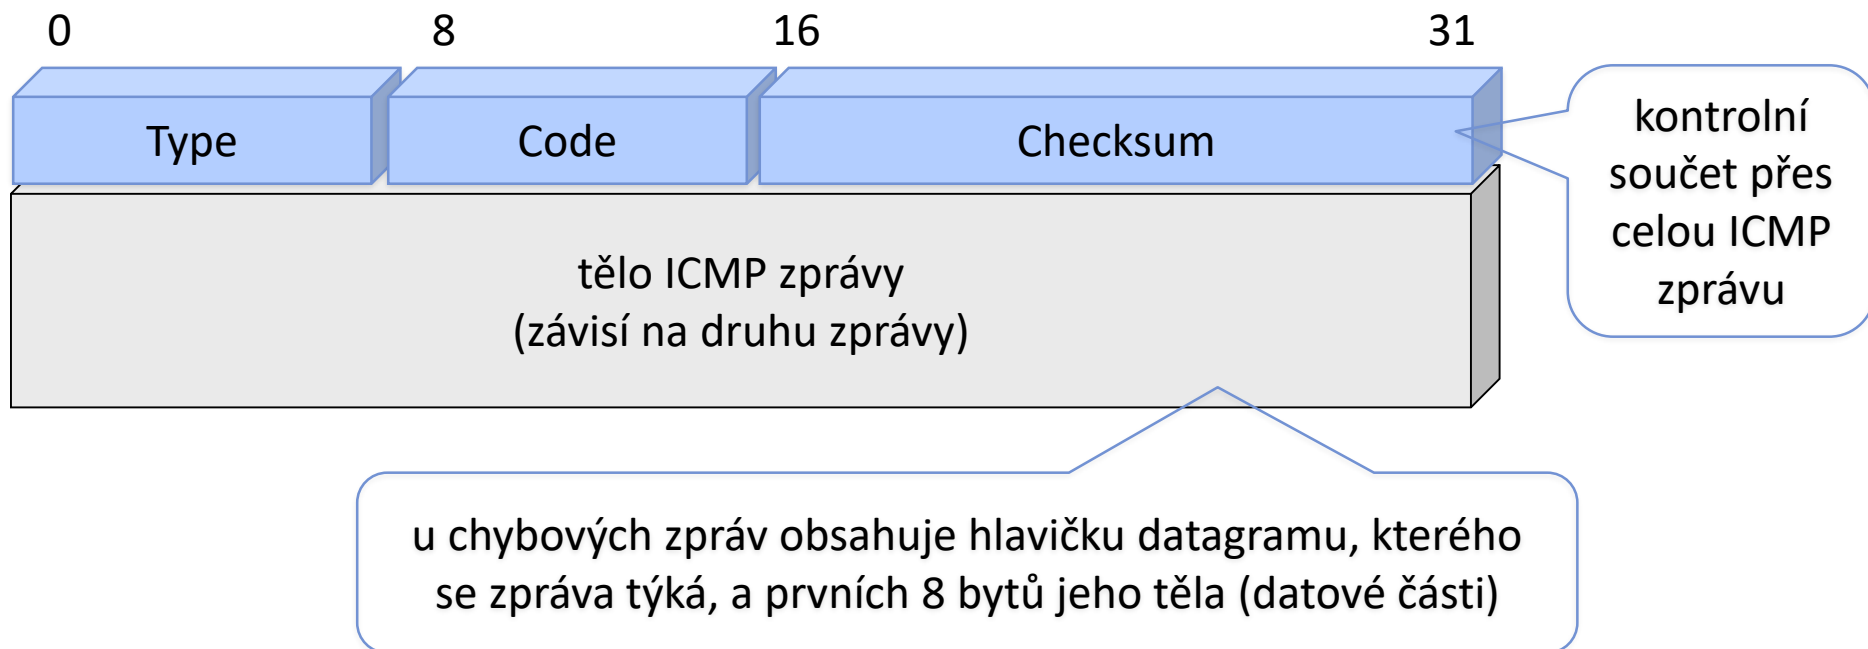 0 8 16 31
Type Code Checksum
kontrolní
součet přes
celou ICMP
zprávu
tělo ICMP zprávy
(závisí na druhu zprávy)
u chybových zpráv obsahuje hlavičku datagramu, kterého
se zpráva týká, a prvních 8 bytů jeho těla (datové části)